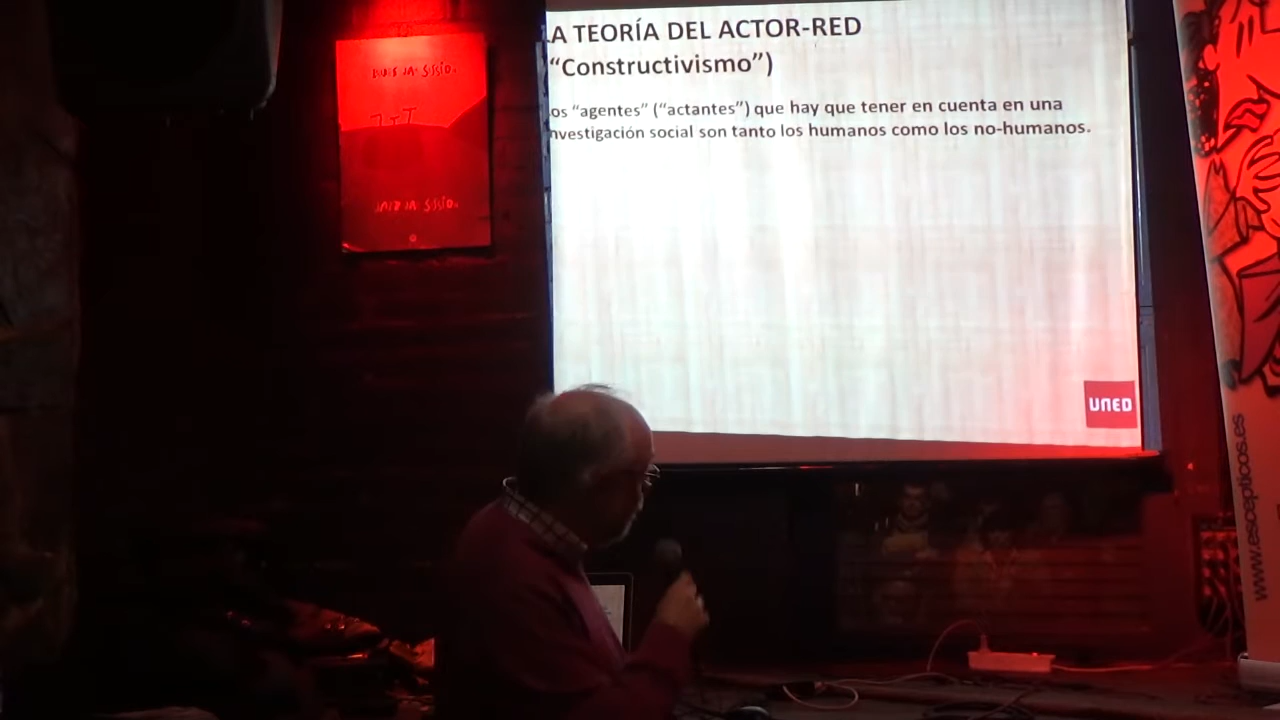 A TEORÍA DEL ACTOR-RED
“Constructivismo”)
os “agentes” (“actantes”) que hay que tener en cuenta en una
nvestigación social son tanto los humanos como los no-humanos.
UNED
www.escepticos.es